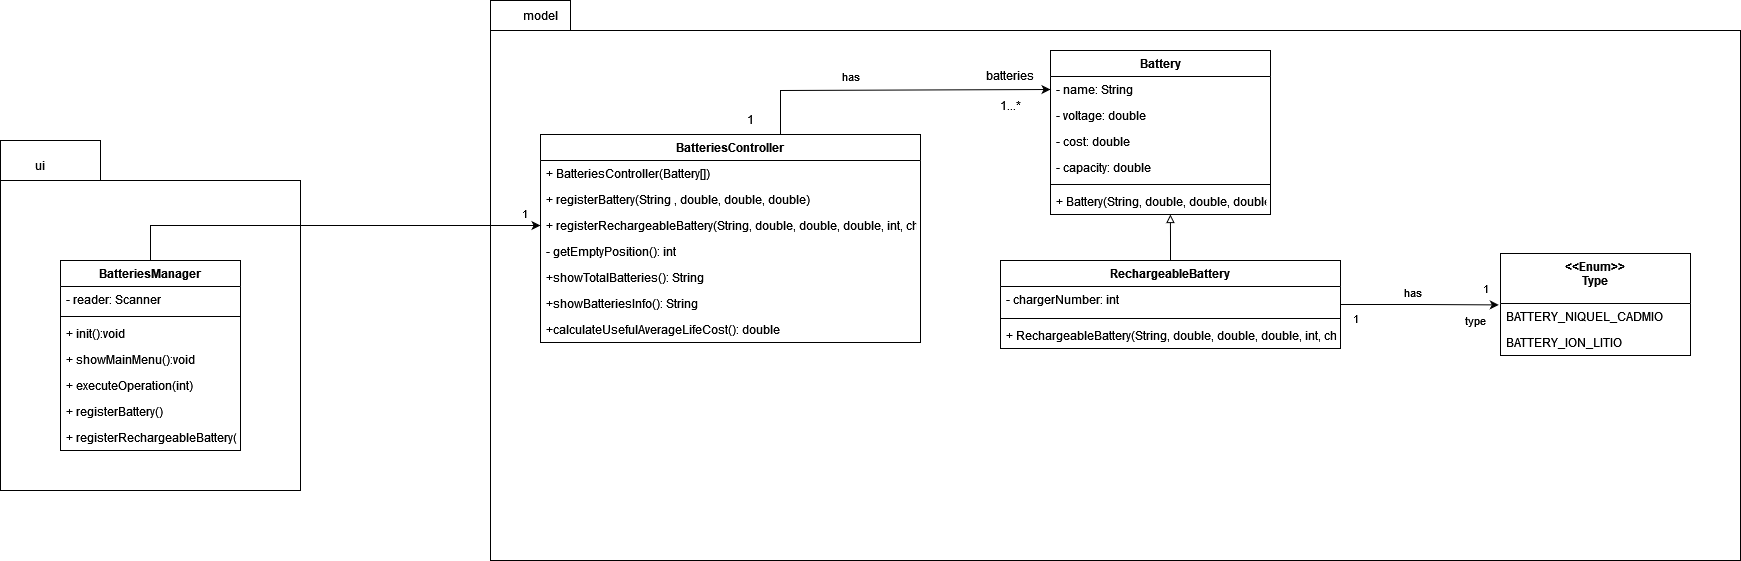 model
ui
BatteriesManager
- reader: Scanner
+ init():void
+ showMainMenu():void
+ executeOperation(int)
+ registerBattery()
+ registerRechargeableBattery(
1
BatteriesController
+ BatteriesController(Battery[])
+ registerBattery(String , double, double, double)
+ registerRechargeableBattery(String, double, double, double, int, ch
- getEmptyPosition(): int
+showTotalBatteries(): String
+showBatteriesInfo(): String
+calculateUsefulAverageLifeCost(): double
1
has
batteries
1...*
Battery
- name: String
- voltage: double
- cost: double
- capacity: double
+ Battery(String, double, double, double
RechargeableBattery
- chargerNumber: int
+ RechargeableBattery(String, double, double, double, int, ch
1
has
1
type
<<Enum>>
Type
BATTERY_NIQUEL_CADMIO
BATTERY_ION_LITIO